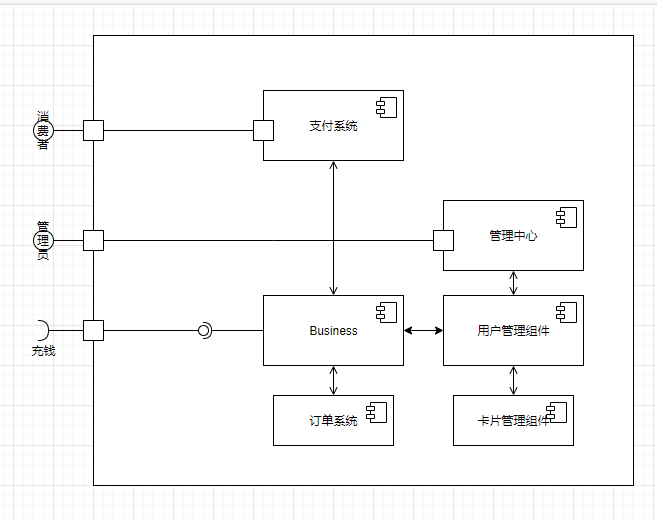 消费者
支付系统
管理员
管理中心
充钱
Business
用户管理组件
订单系统
卡片管理组件